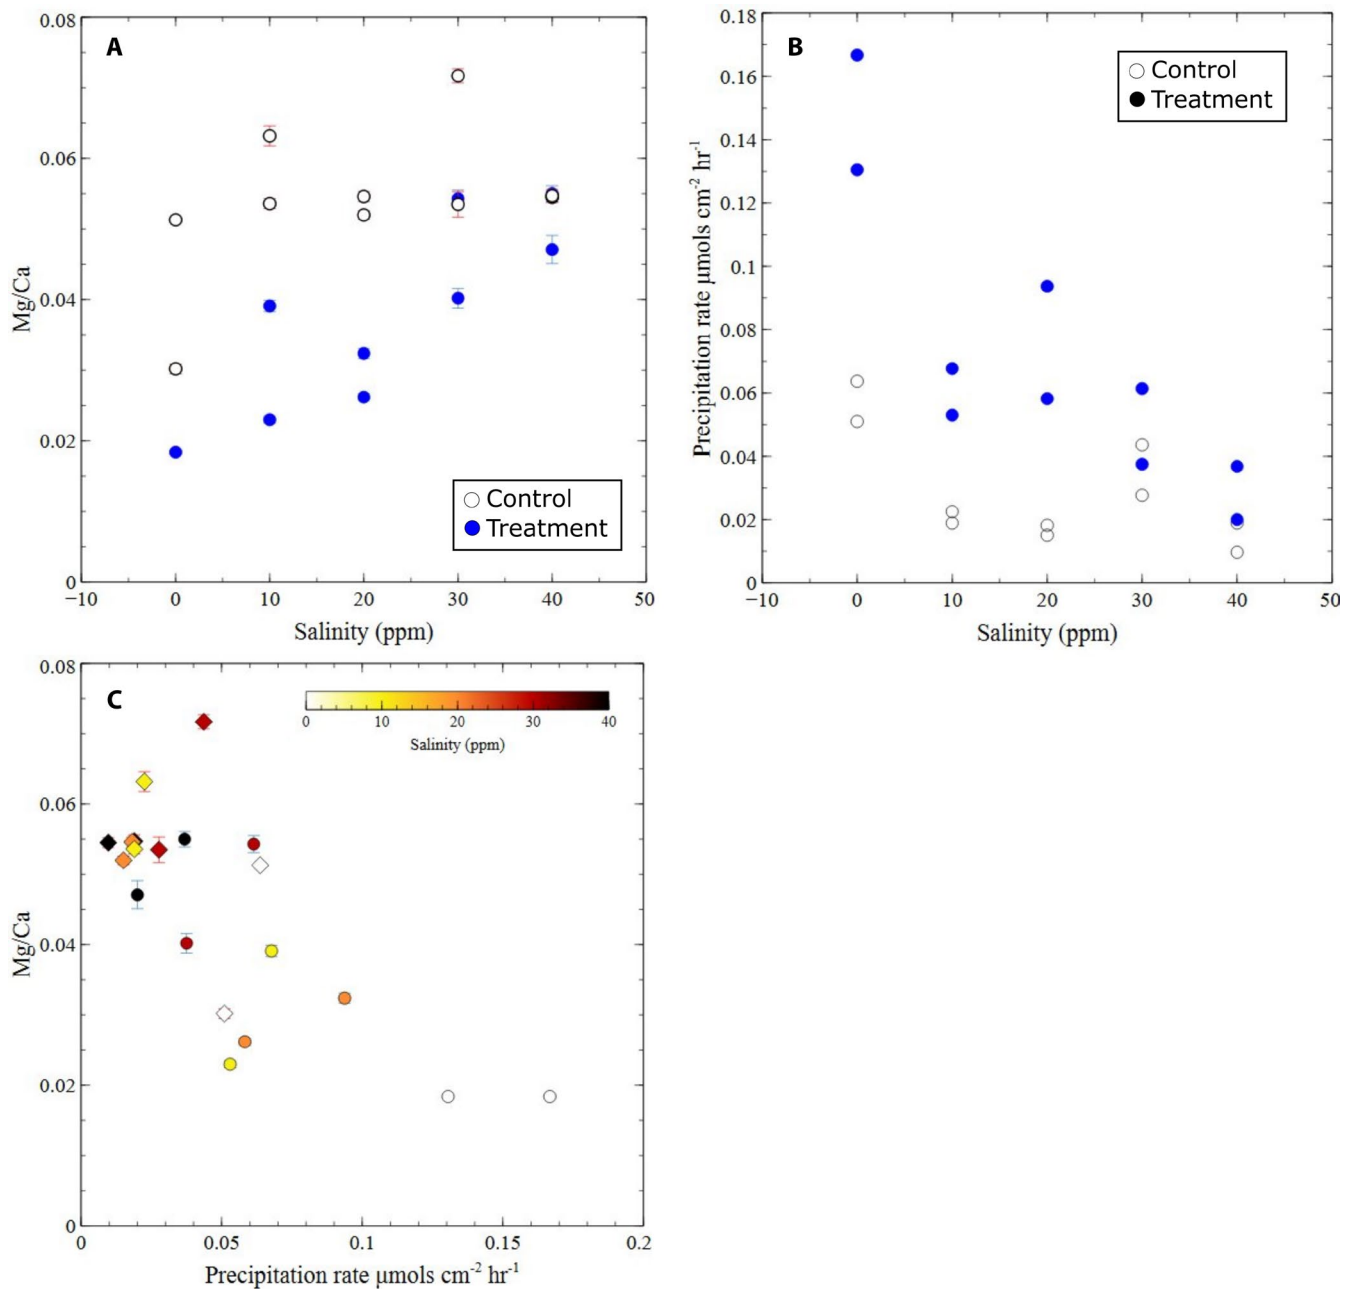 A
0.08
0.06
0.04
0.02
0
Mg/Ca
Control
Treatment
−10 0 10 20 30 40 50
Salinity (ppm)
B
0.18
0.16
0.14
0.12
0.1
0.08
0.06
0.04
0.02
0
Precipitation rate μmols cm-2 hr-1
Control
Treatment
−10 0 10 20 30 40 50
Salinity (ppm)
C
0.08
0.06
0.04
0.02
0
Mg/Ca
0 10 20 30 40
Salinity (ppm)
0 0.05 0.1 0.15 0.2
Precipitation rate μmols cm-2 hr-1